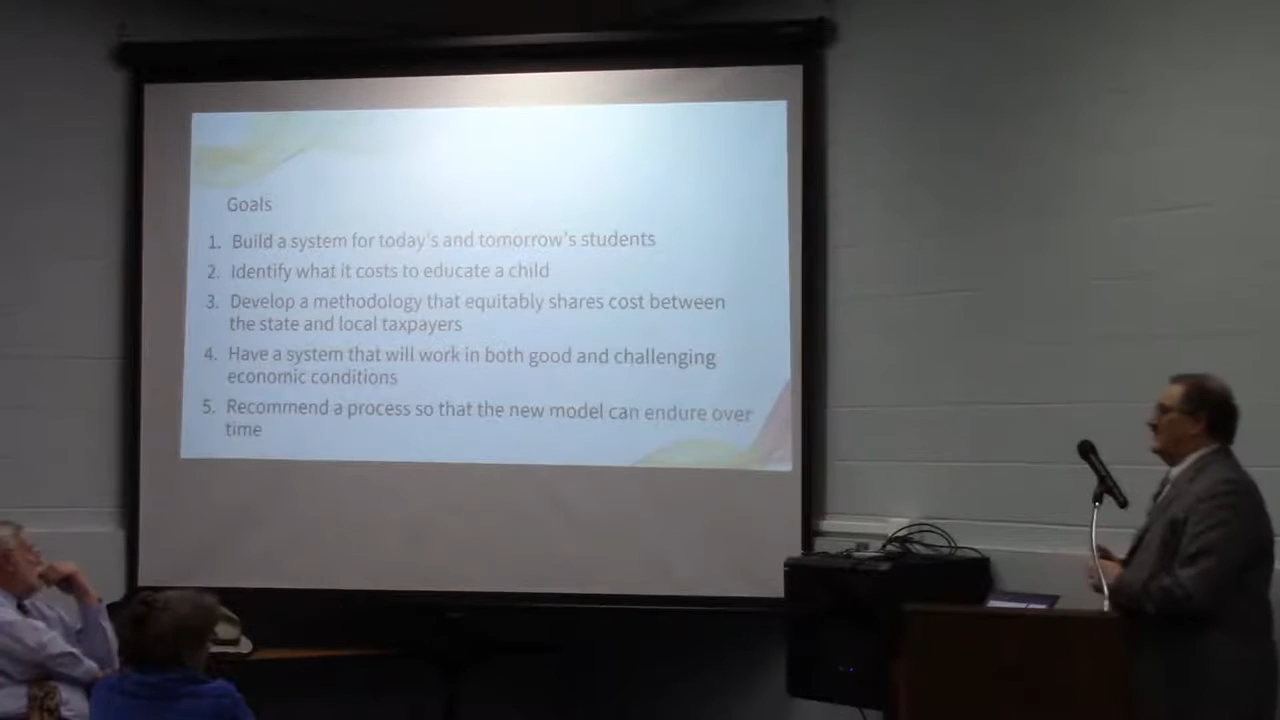 Goals
1. Build a system for today's and tomorrow's students
2. Identify what it costs to educate a child
3. Develop a methodology that equitably shares cost between
the state and local taxpayers
4. Have a system that will work in both good and challenging
economic conditions
5. Recommend a process so that the new model can endure over
time